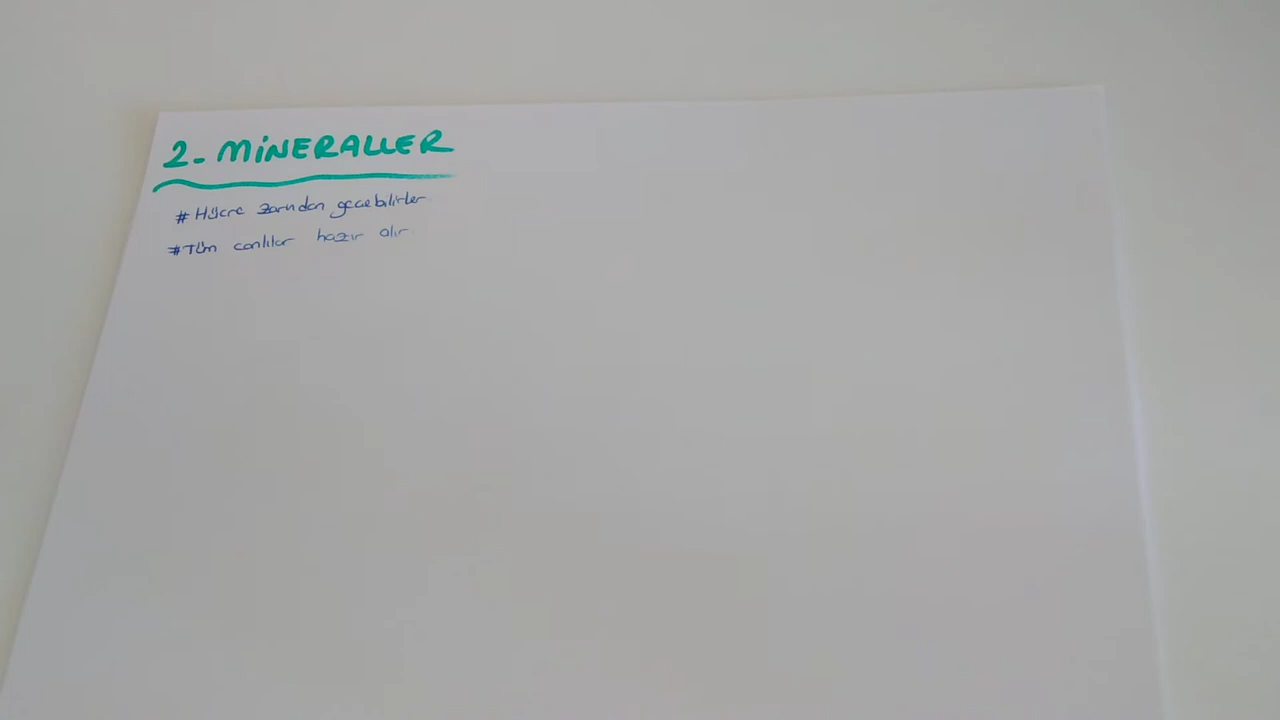 2- MİNERALLER
# Hücre zarından geçebilirler
# Tüm canlılar hazır alır